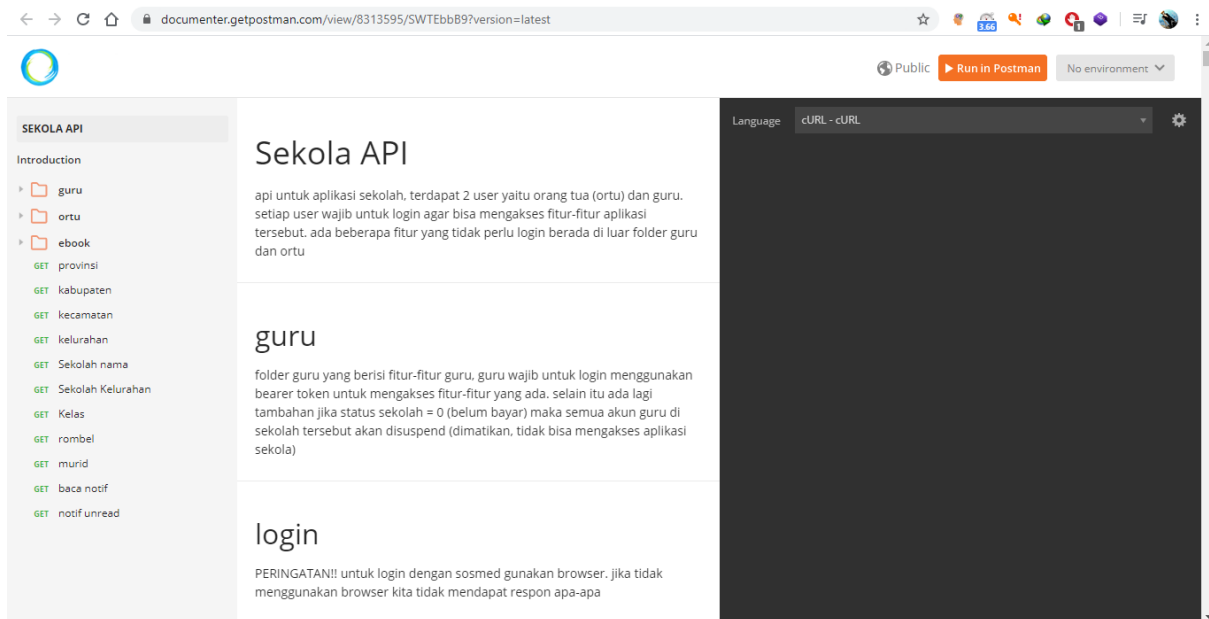 documenter.getpostman.com/view/8313595/SWTEbbB9?version=latest
3.66
1
Public
Run in Postman
No environment
SEKOLA API
Introduction
guru
ortu
ebook
GET provinsi
GET kabupaten
GET kecamatan
GET kelurahan
GET Sekolah nama
GET Sekolah Kelurahan
GET Kelas
GET rombel
GET murid
GET baca notif
GET notif unread
Sekola API
api untuk aplikasi sekolah, terdapat 2 user yaitu orang tua (ortu) dan guru.
setiap user wajib untuk login agar bisa mengakses fitur-fitur aplikasi
tersebut. ada beberapa fitur yang tidak perlu login berada di luar folder guru
dan ortu
guru
folder guru yang berisi fitur-fitur guru, guru wajib untuk login menggunakan
bearer token untuk mengakses fitur-fitur yang ada. selain itu ada lagi
tambahan jika status sekolah = 0 (belum bayar) maka semua akun guru di
sekolah tersebut akan disuspend (dimatikan, tidak bisa mengakses aplikasi
sekola)
login
PERINGATAN!! untuk login dengan sosmed gunakan browser. jika tidak
menggunakan browser kita tidak mendapat respon apa-apa
Language
cURL - cURL